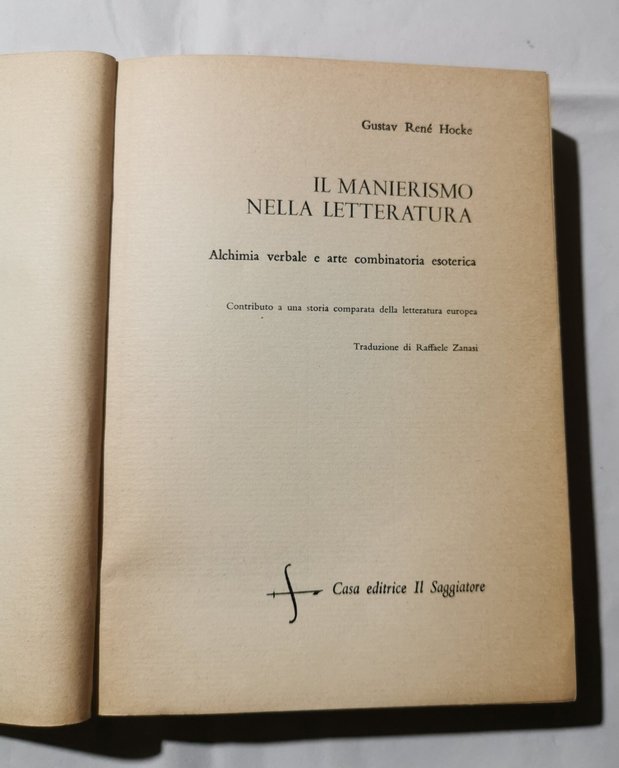 Gustav René Hocke
IL MANIERISMO
NELLA LETTERATURA
Alchimia verbale e arte combinatoria esoterica
Contributo a una storia comparata della letteratura europea
Traduzione di Raffaele Zanasi
Casa editrice Il Saggiatore